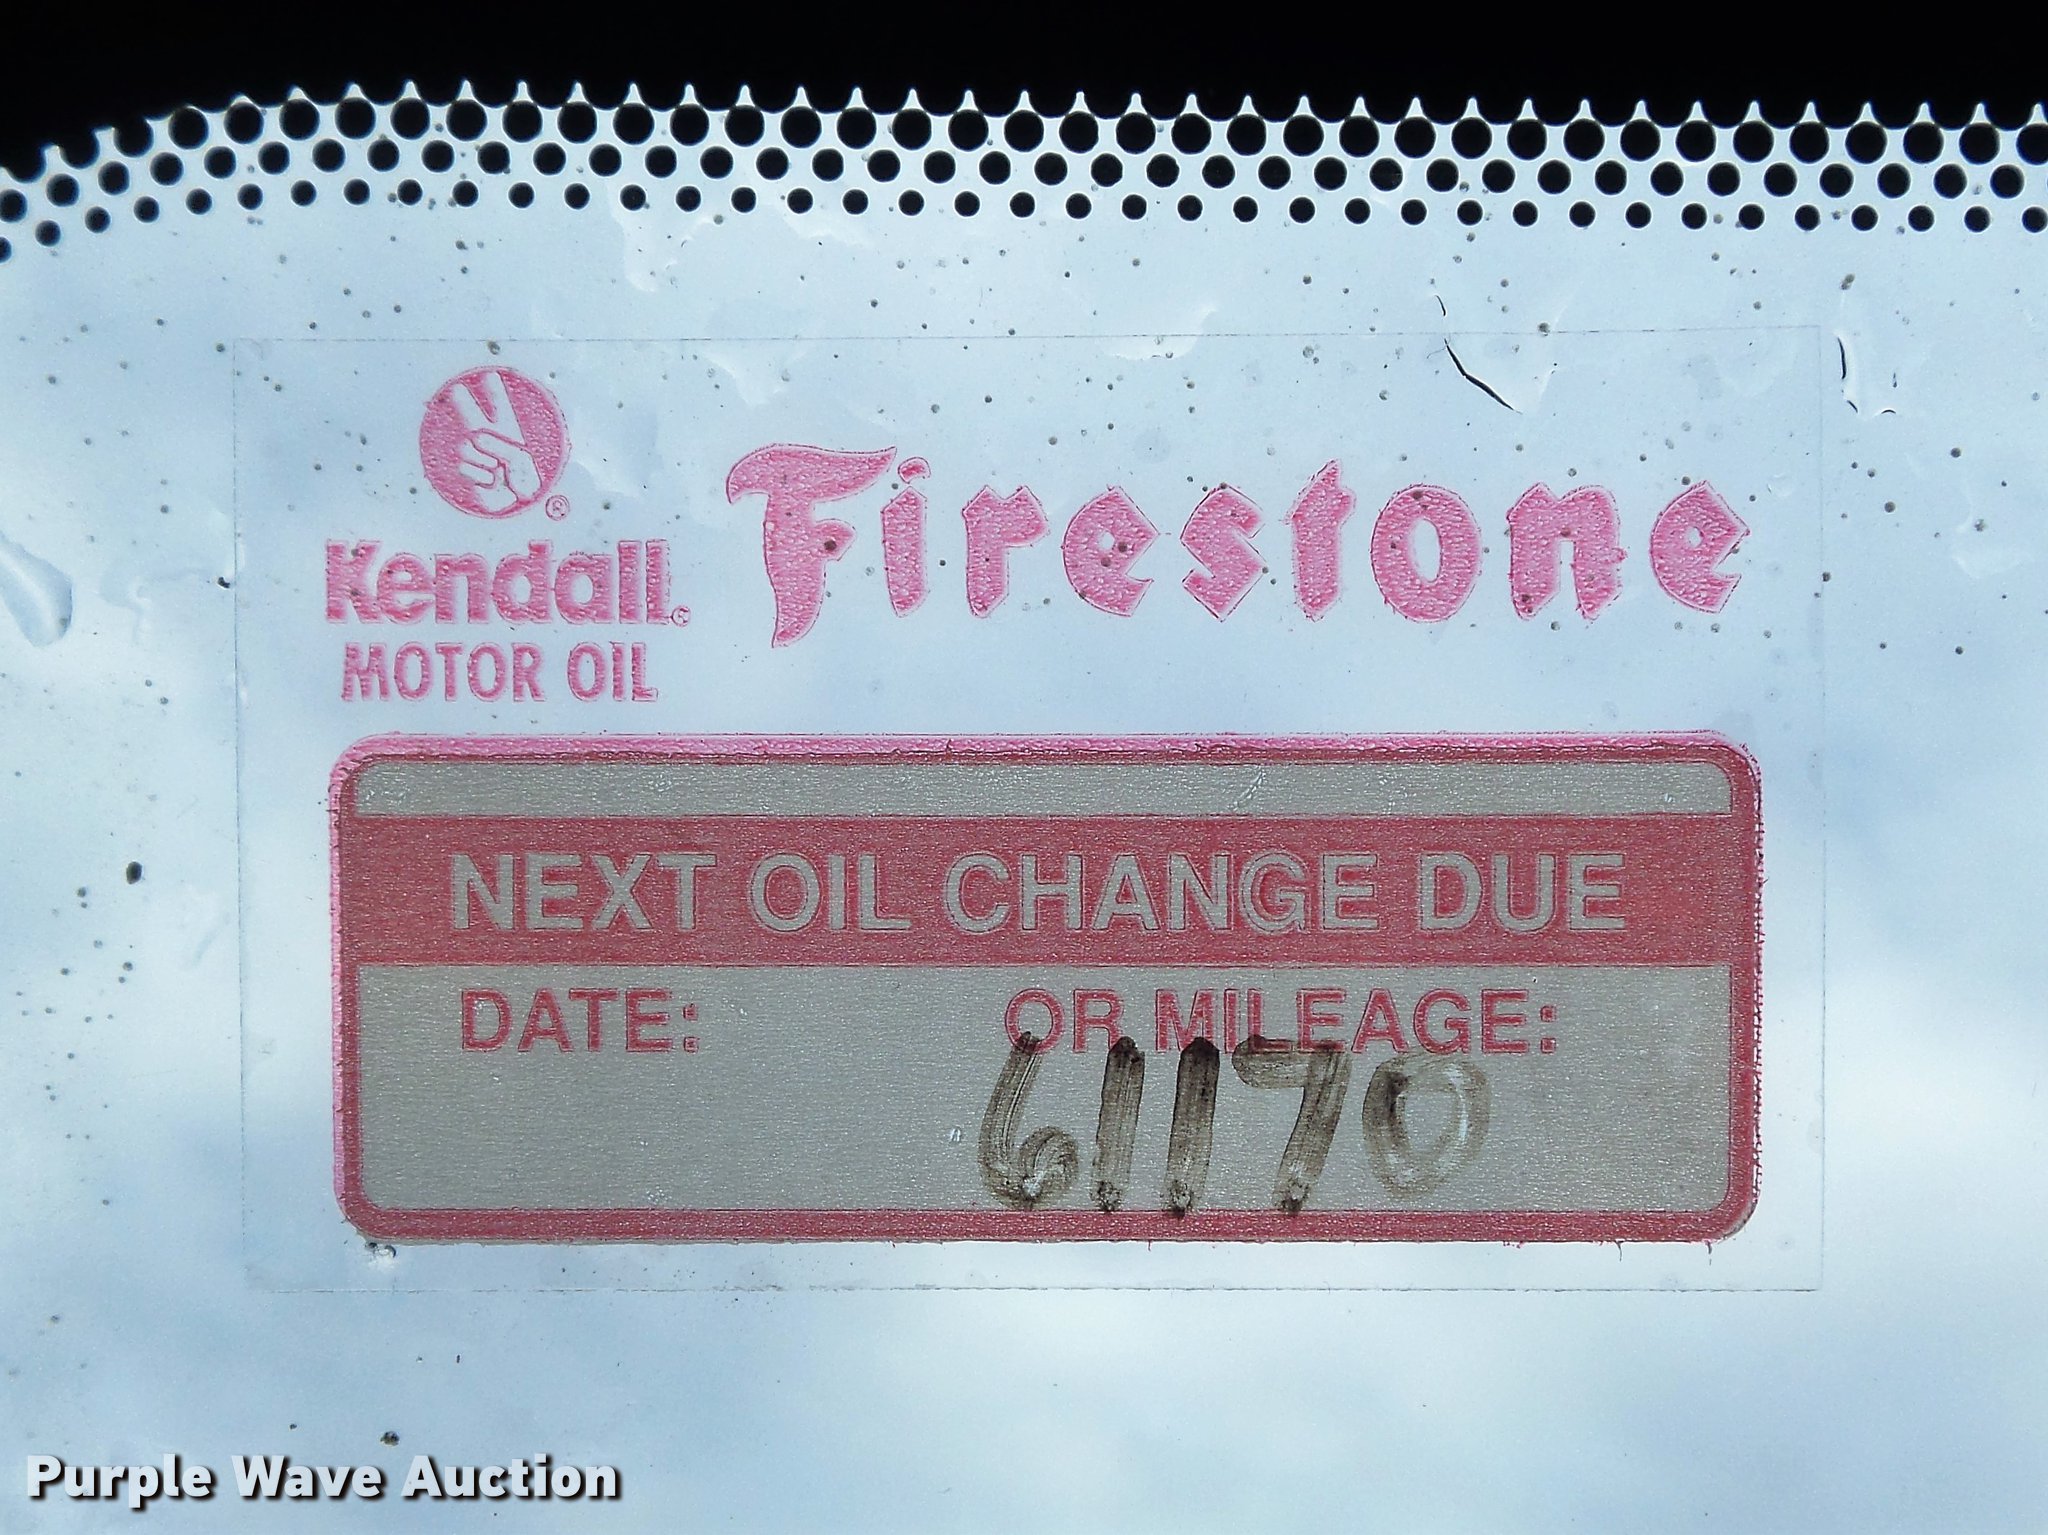 Kendall®
MOTOR OIL
Firestone
NEXT OIL CHANGE DUE
DATE: OR MILEAGE:
61170
Purple Wave Auction